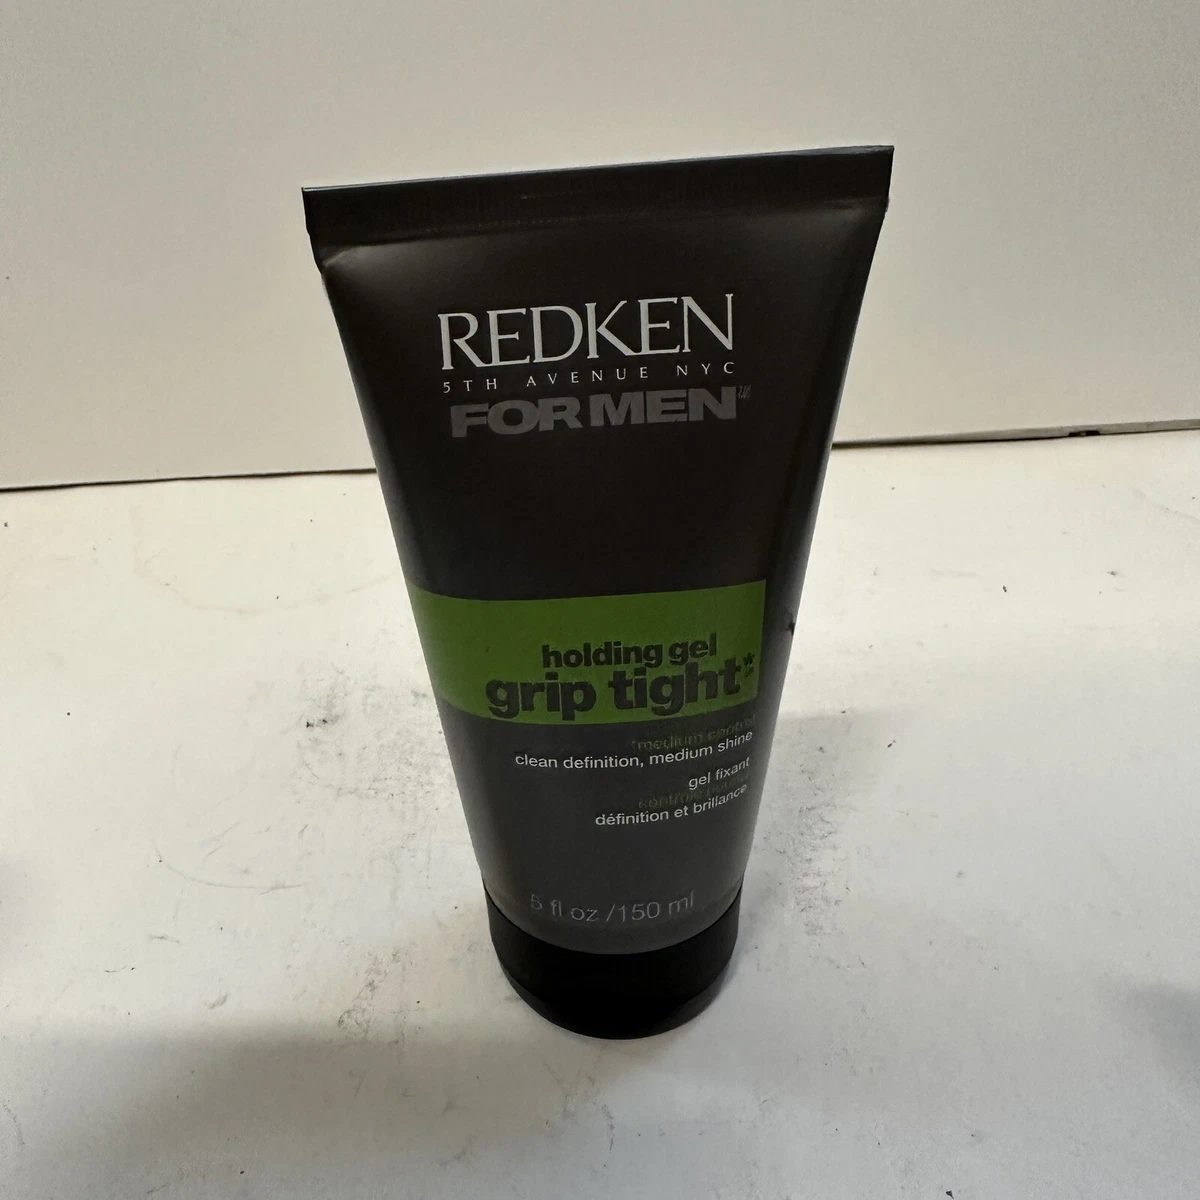 REDKEN
5TH AVENUE NYC
FOR MEN
holding gel
grip tight*
*medium control
clean definition, medium shine
gel fixant
définition et brillance
5 fl oz /150 ml